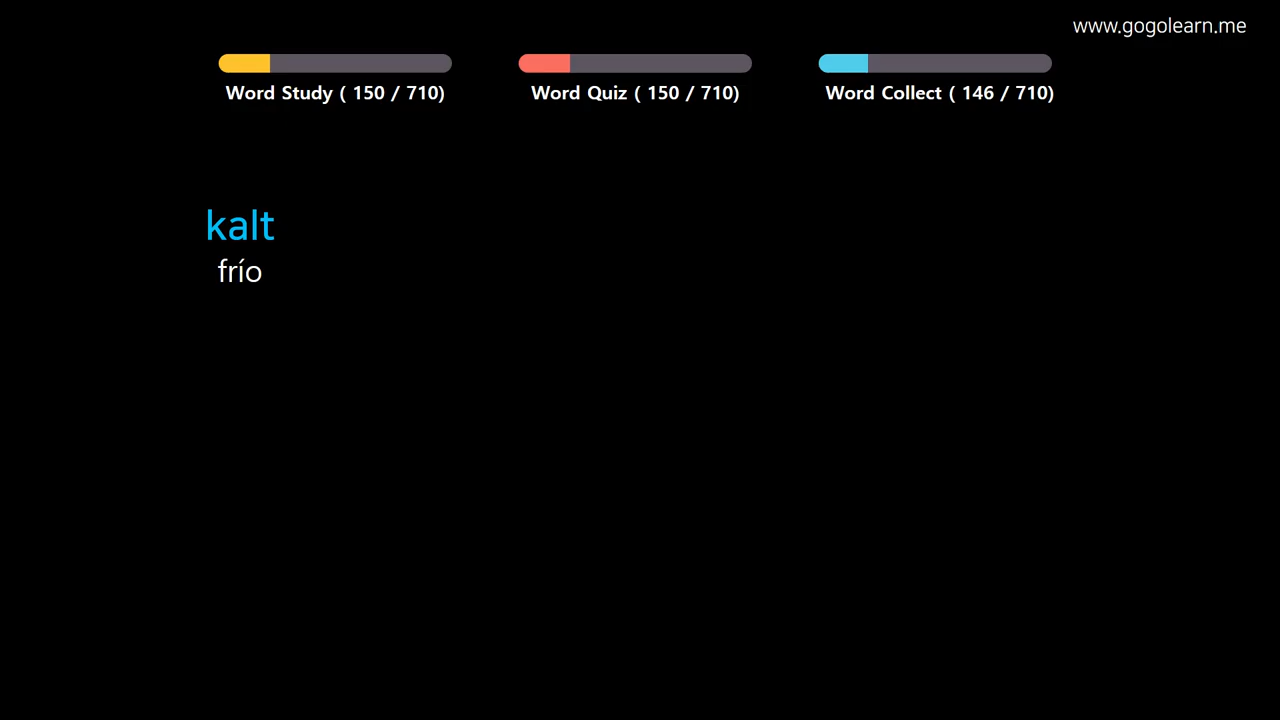 www.gogolearn.me
Word Study ( 150 / 710)
Word Quiz ( 150 / 710)
Word Collect ( 146 / 710)
kalt
frío